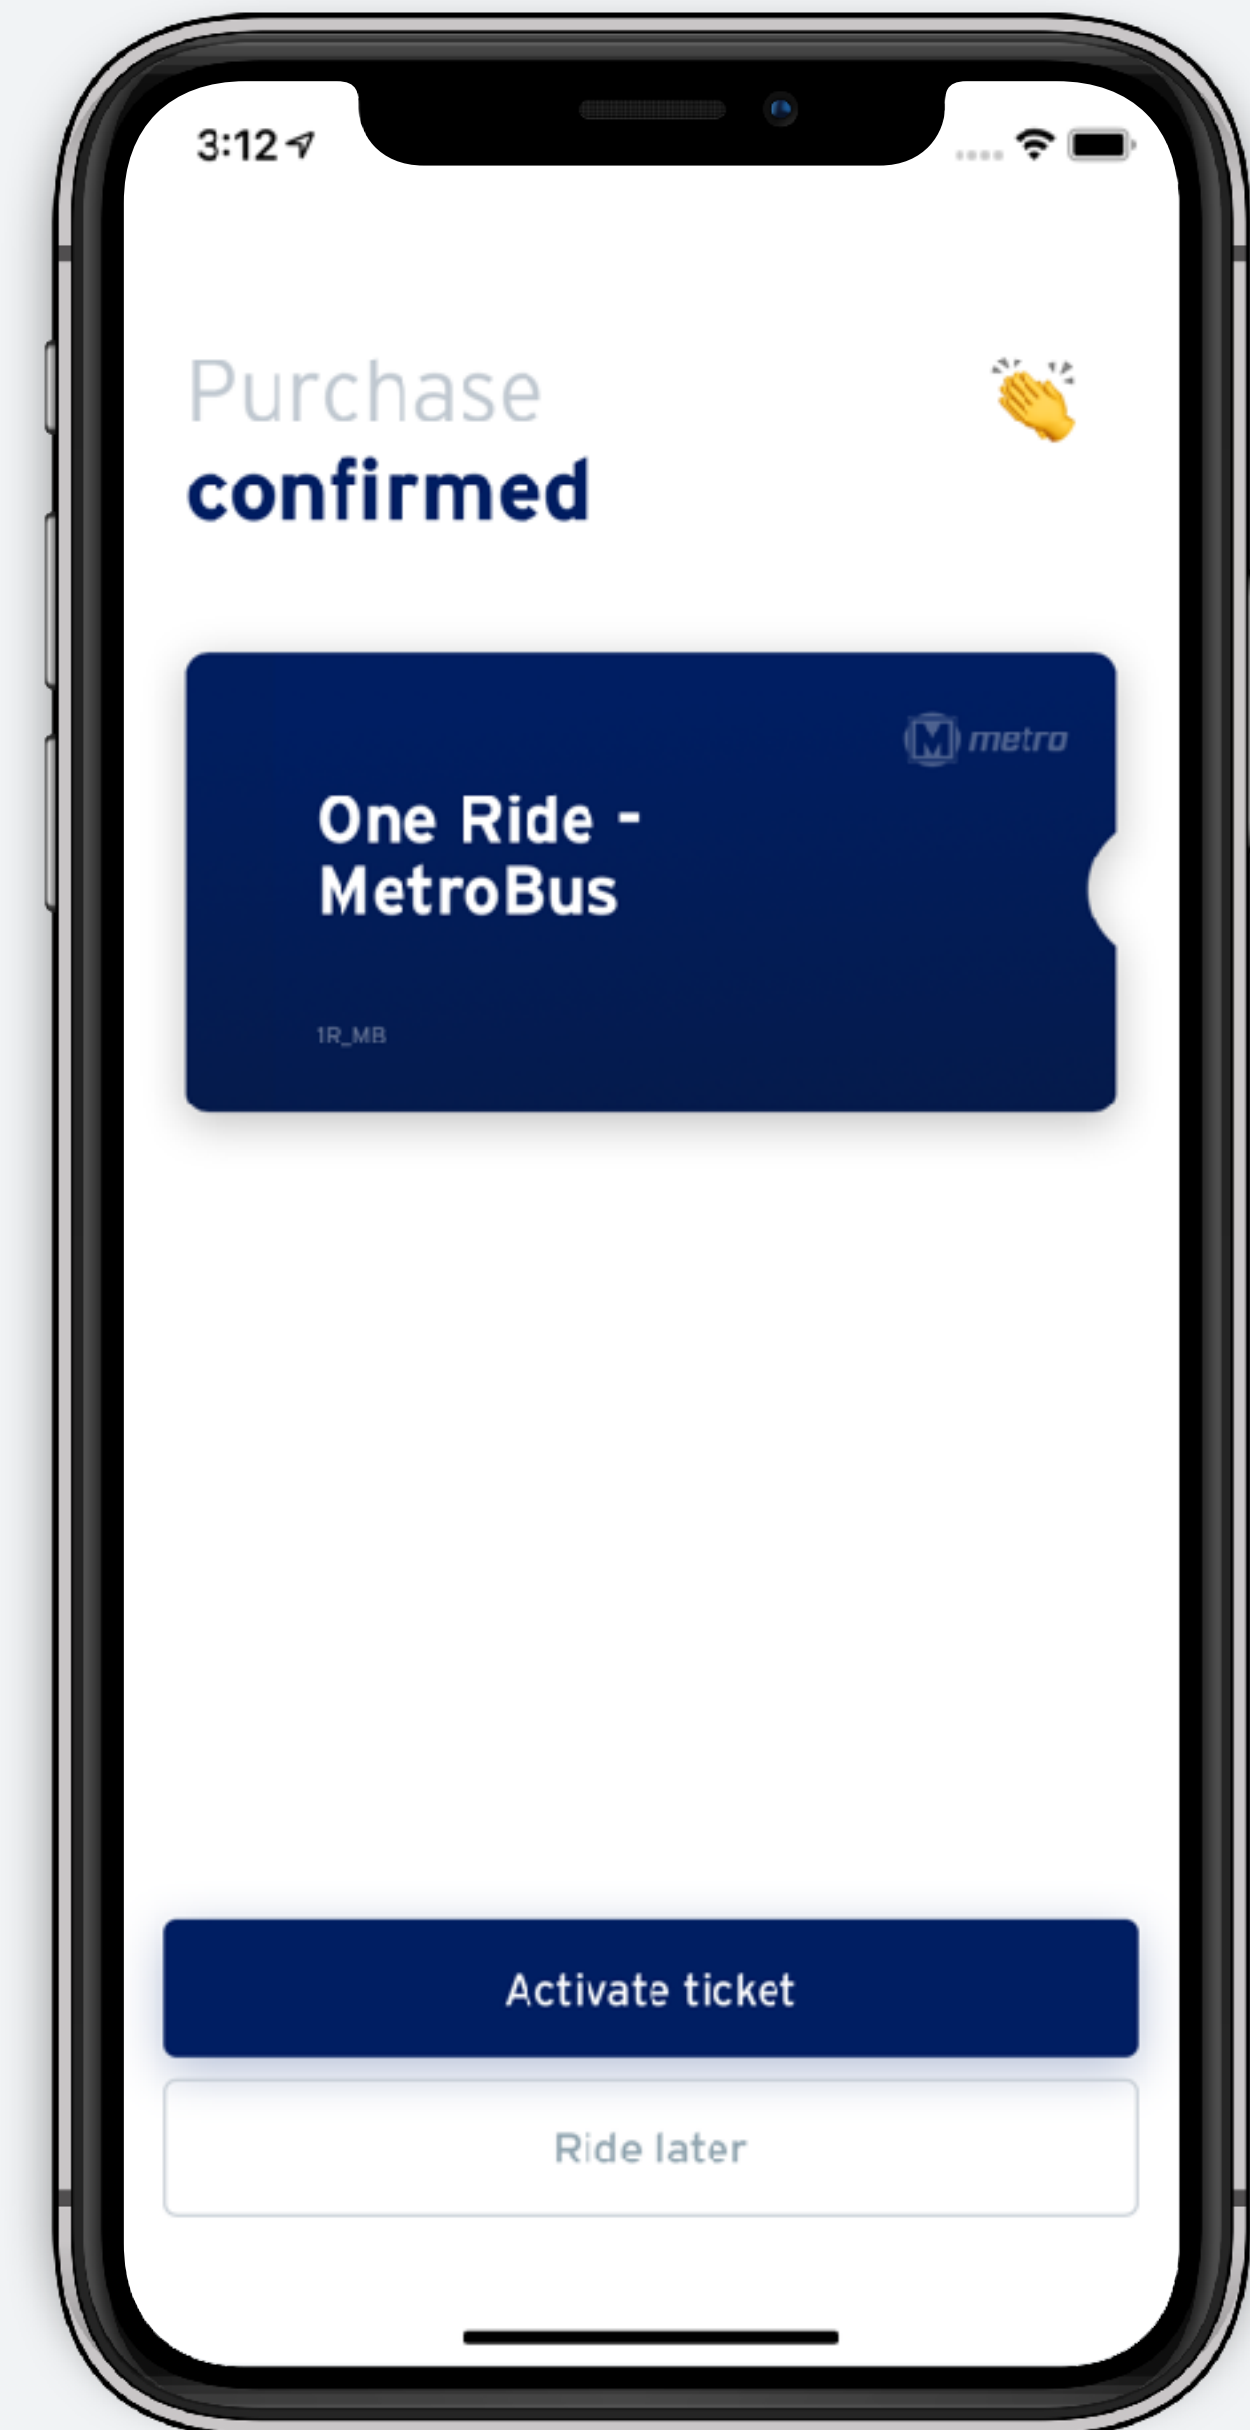 3:12
Purchase
confirmed
metro
One Ride -
MetroBus
1R_MB
Activate ticket
Ride later